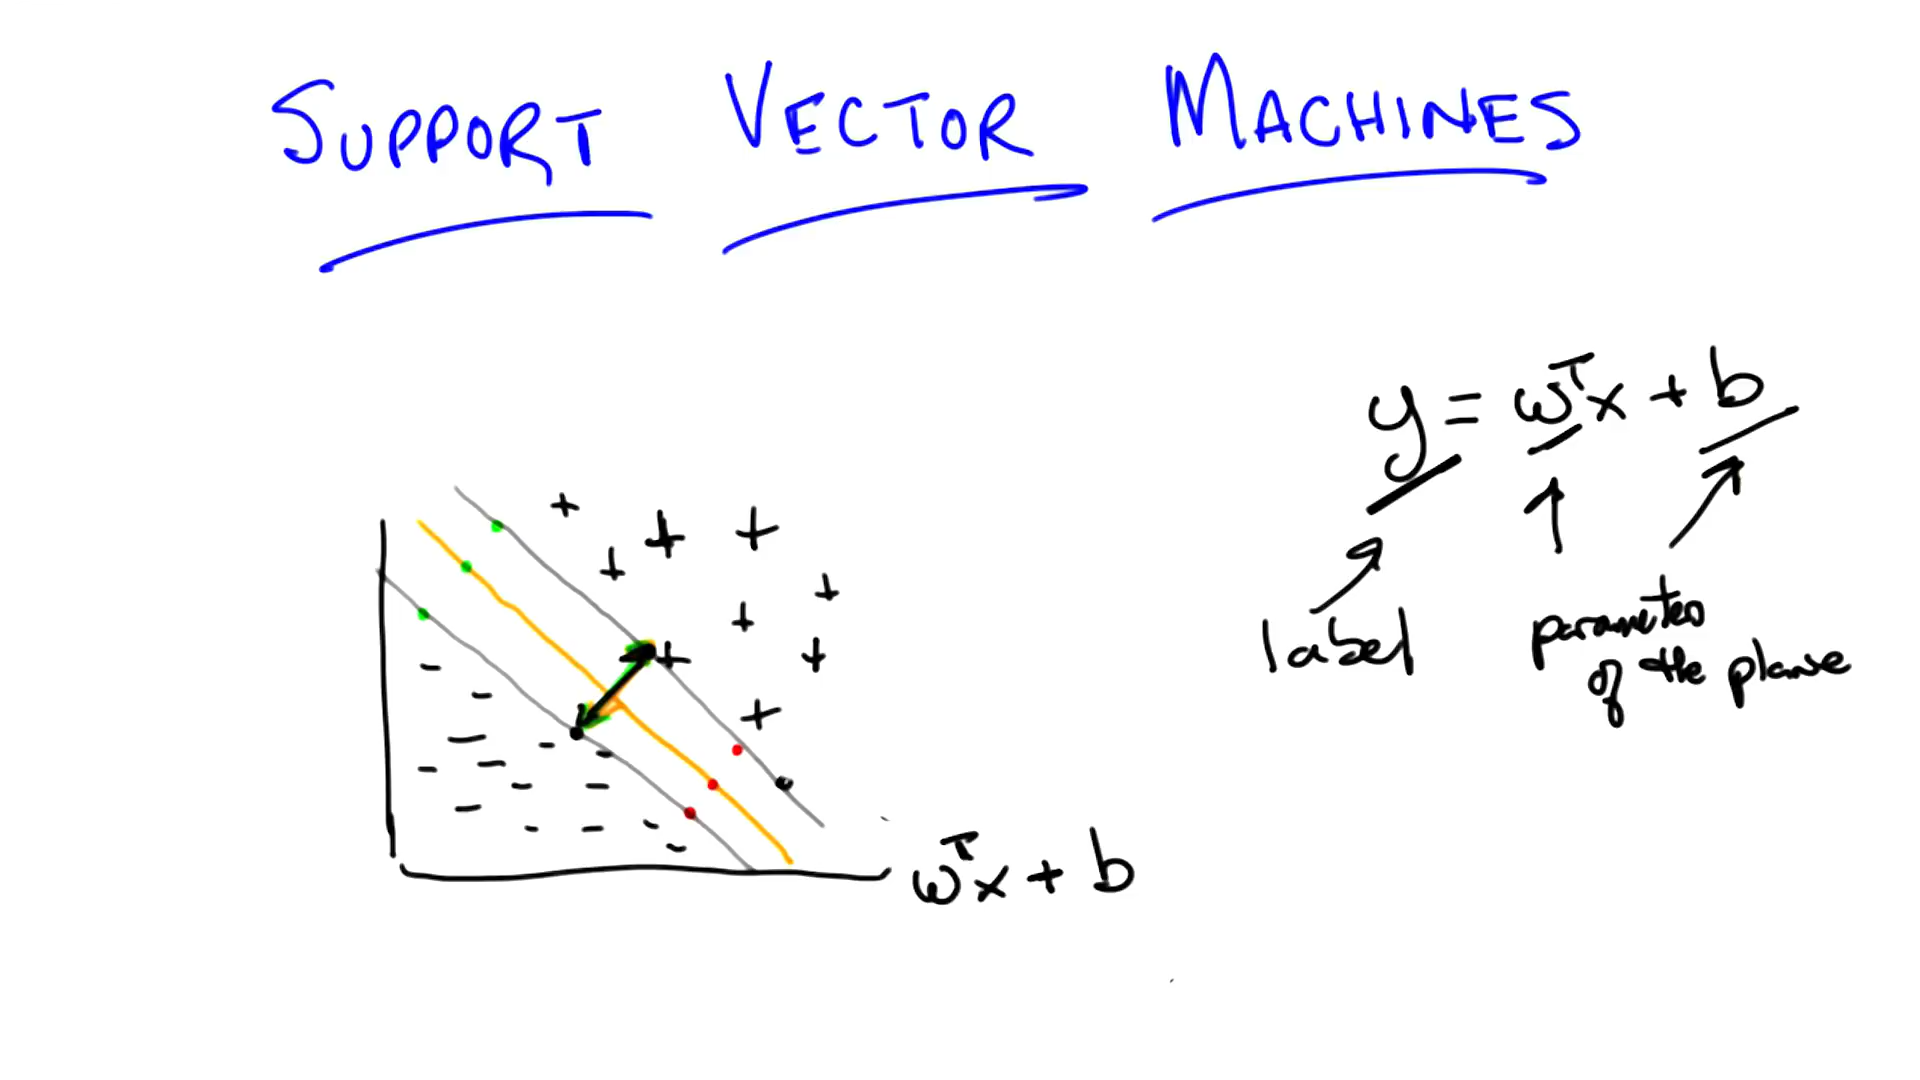 SUPPORT VECTOR MACHINES
y = wᵀx + b
label
parameters
of the plane
wᵀx + b